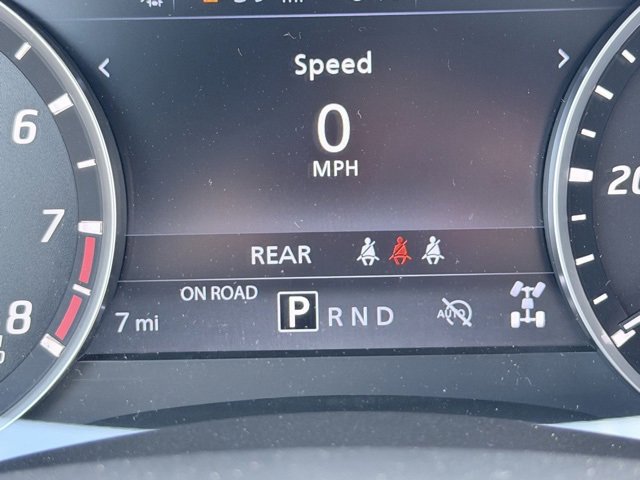 Speed
0
MPH
REAR
ON ROAD
7 mi
P R N D
AUTO
6
7
8
20